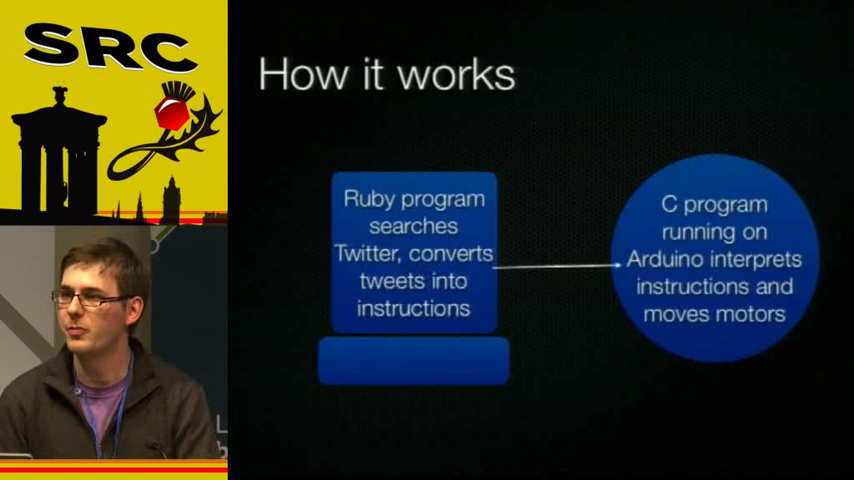 SRC
How it works
Ruby program
searches
Twitter, converts
tweets into
instructions
C program
running on
Arduino interprets
instructions and
moves motors